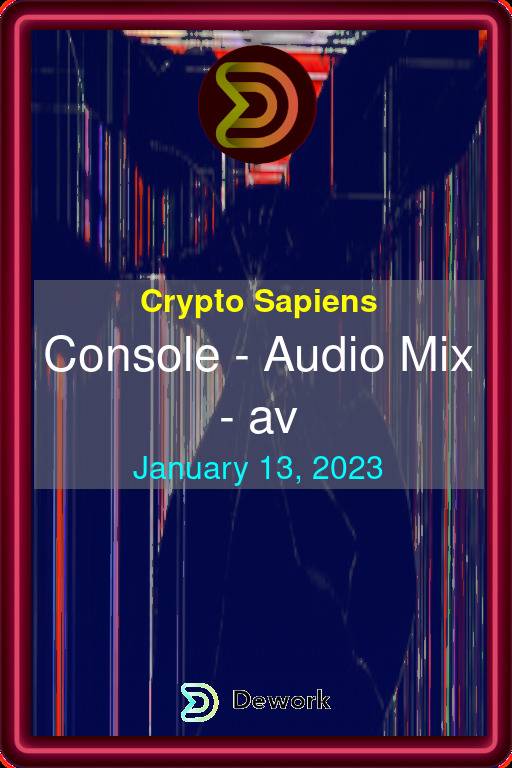 Crypto Sapiens
Console - Audio Mix
- av
January 13, 2023
Dework